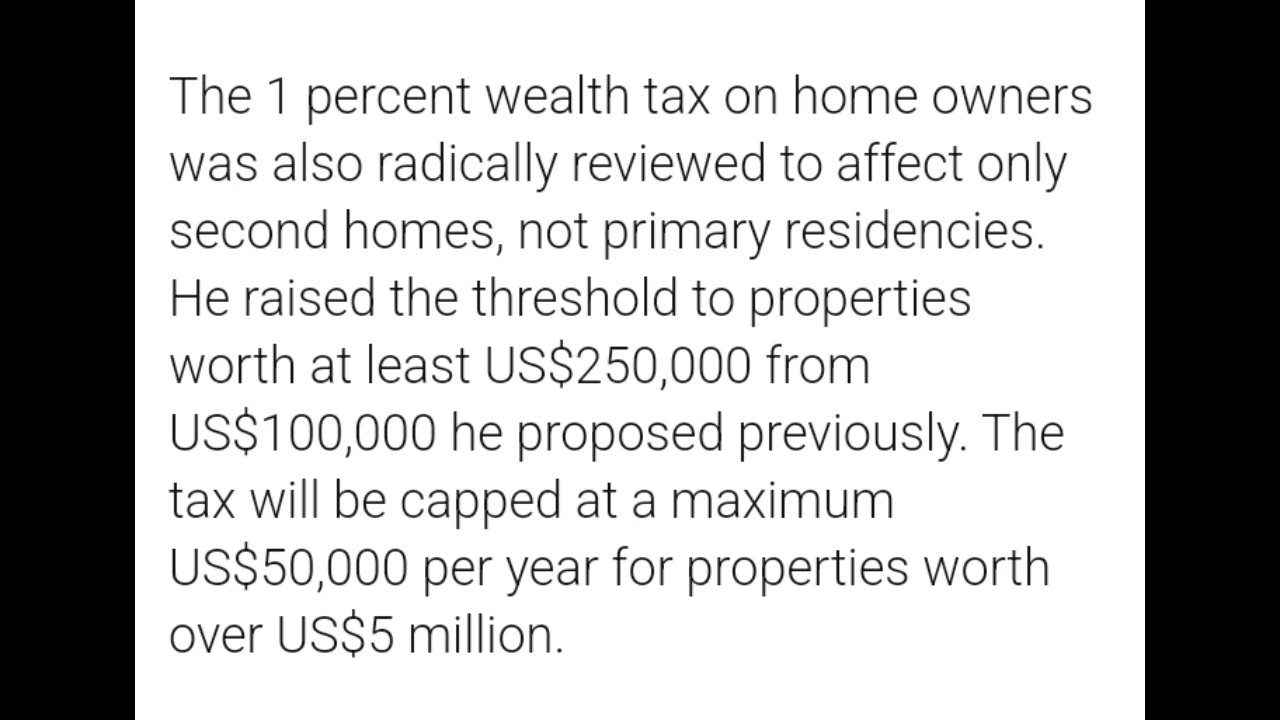 The 1 percent wealth tax on home owners
was also radically reviewed to affect only
second homes, not primary residencies.
He raised the threshold to properties
worth at least US$250,000 from
US$100,000 he proposed previously. The
tax will be capped at a maximum
US$50,000 per year for properties worth
over US$5 million.